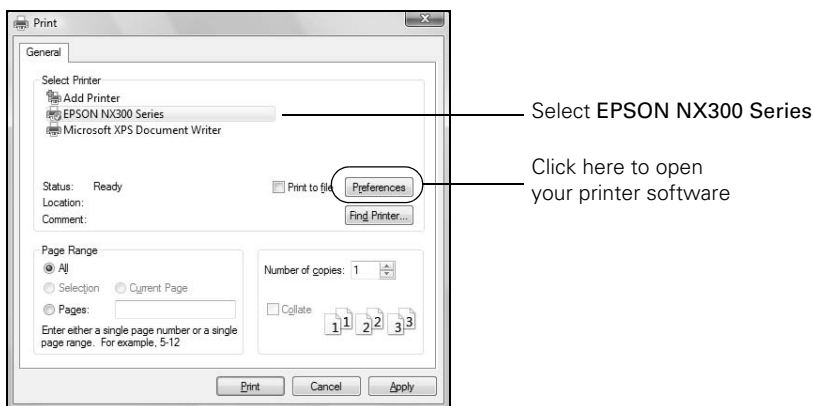 Print
X
General
Select Printer
Add Printer
EPSON NX300 Series
Microsoft XPS Document Writer
Select EPSON NX300 Series
Click here to open
your printer software
Status: Ready
Print to file
Preferences
Location:
Comment:
Find Printer...
Page Range
All
Selection
Current Page
Pages:
Enter either a single page number or a single
page range. For example, 5-12
Number of copies: 1
Collate
1 1 2 2 3 3
Print
Cancel
Apply